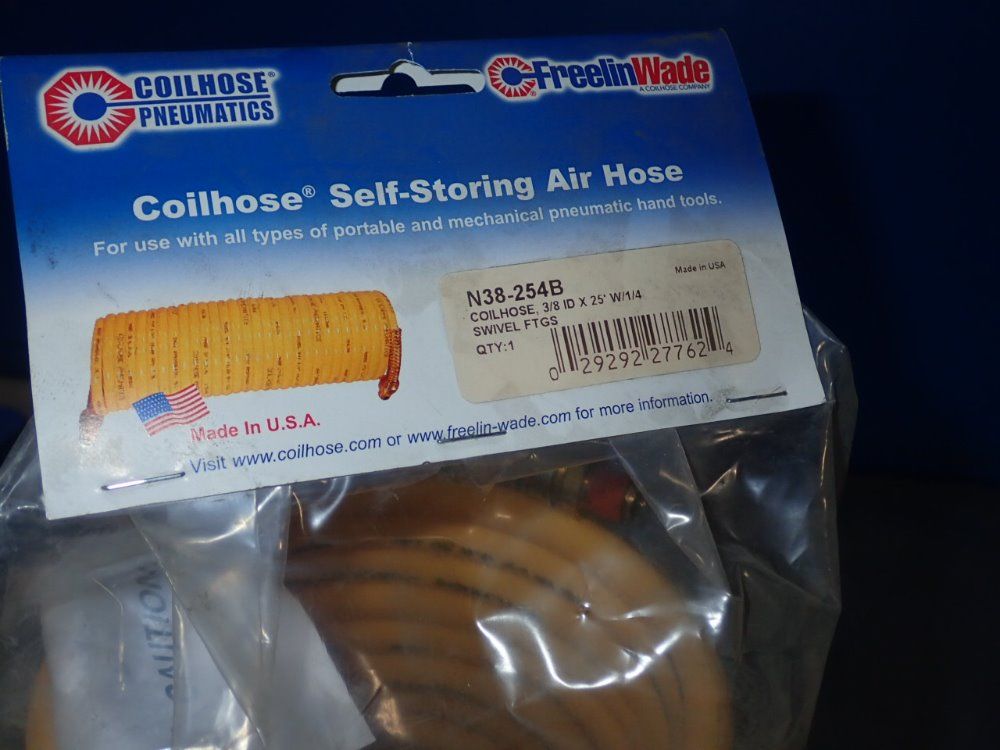 COILHOSE®
PNEUMATICS
FreelinWade
A COILHOSE COMPANY
Coilhose® Self-Storing Air Hose
For use with all types of portable and mechanical pneumatic hand tools.
Made in USA
N38-254B
COILHOSE, 3/8 ID X 25' W/1/4
SWIVEL FTGS
QTY:1
0 29292 27762 4
Made In U.S.A.
Visit www.coilhose.com or www.freelin-wade.com for more information.